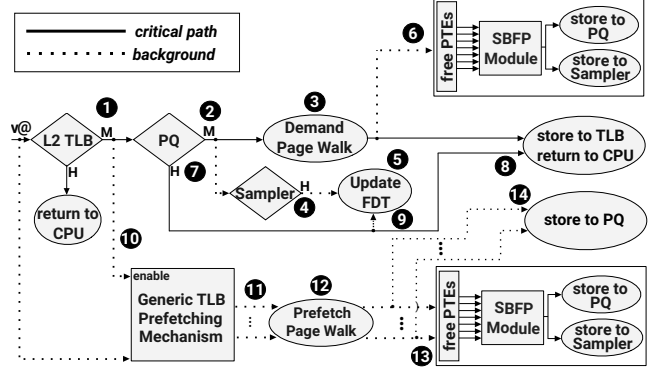 critical path
background
6
free PTEs
SBFP
Module
store to
PQ
store to
Sampler
v@
L2 TLB
1
M
H
return to
CPU
PQ
2
M
H
7
3
Demand
Page Walk
Sampler
H
4
5
Update
FDT
9
store to TLB
return to CPU
8
14
store to PQ
10
enable
Generic TLB
Prefetching
Mechanism
11
12
Prefetch
Page Walk
13
free PTEs
SBFP
Module
store to
PQ
store to
Sampler